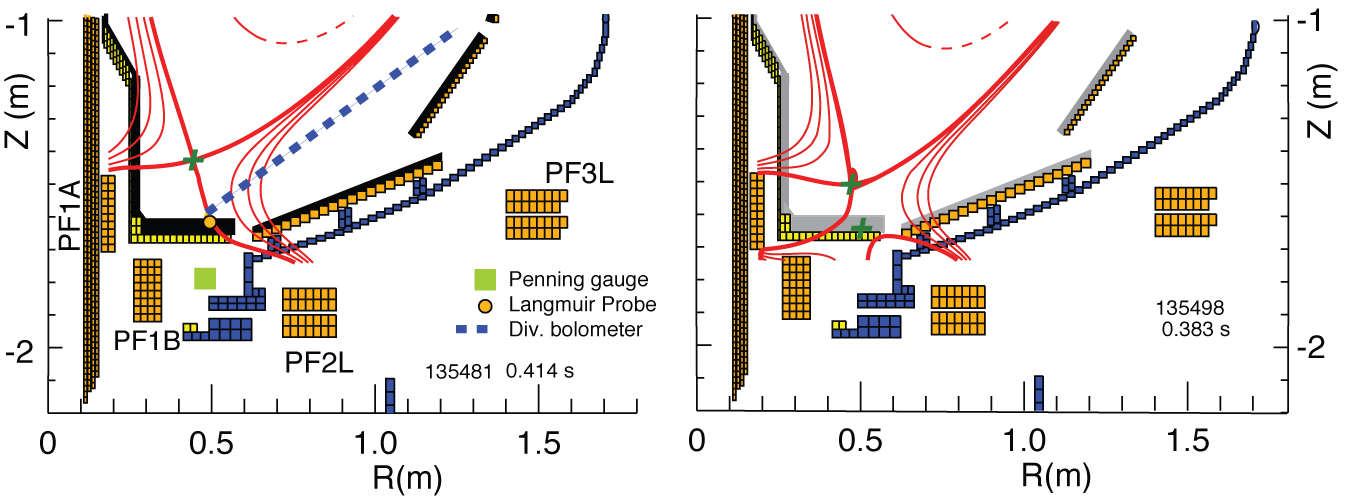 -1
Z (m)
PF1A
PF3L
Penning gauge
Langmuir Probe
Div. bolometer
PF1B
PF2L
-2
135481 0.414 s
0
0.5
1.0
1.5
R(m)
-1
Z (m)
135498
0.383 s
-2
0
0.5
1.0
1.5
R(m)